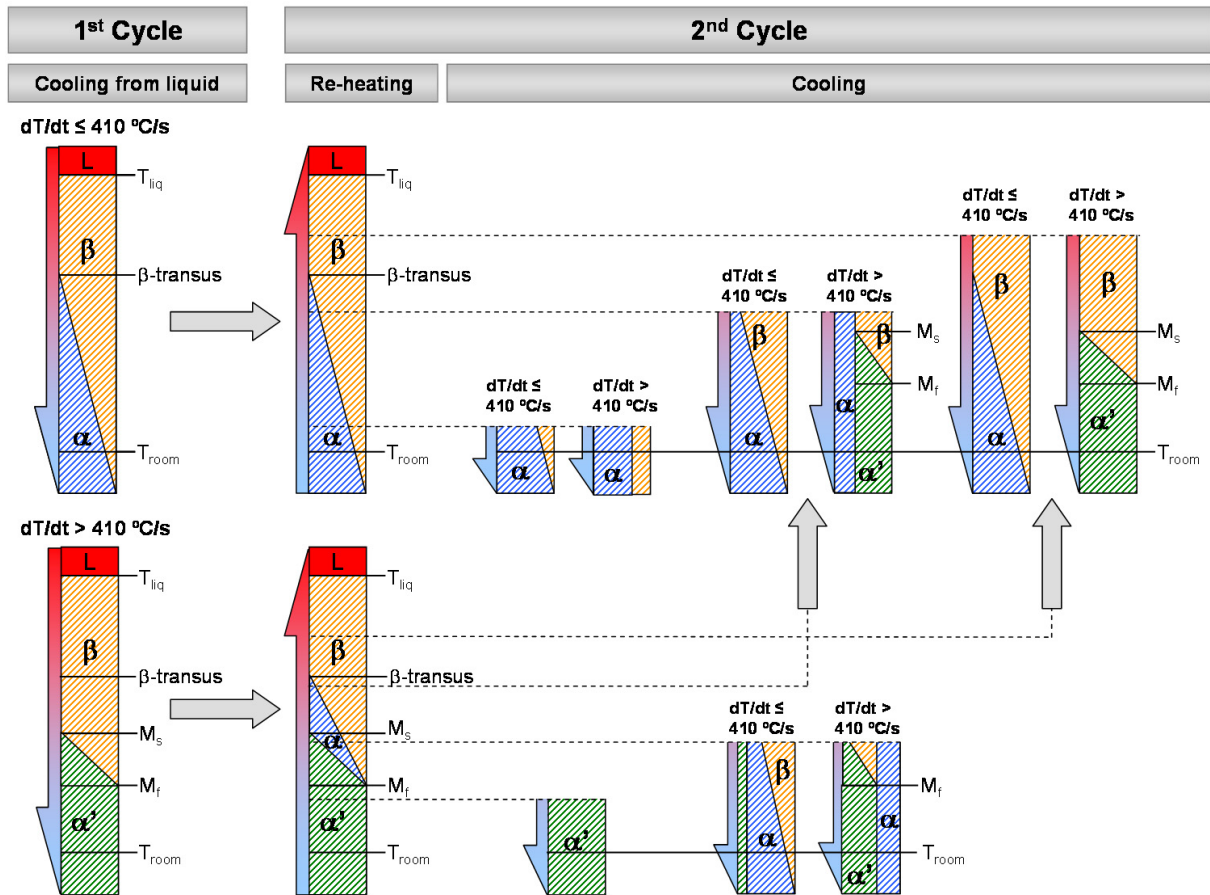 1st Cycle
2nd Cycle
Cooling from liquid
Re-heating
Cooling
dT/dt ≤ 410 ºC/s
L
Tliq
β
β-transus
α
Troom
L
Tliq
β
β-transus
α
Troom
dT/dt ≤
410 ºC/s
α
dT/dt >
410 ºC/s
α
dT/dt ≤
410 ºC/s
β
α
dT/dt >
410 ºC/s
β
Ms
Mf
α
α’
dT/dt ≤
410 ºC/s
β
α
dT/dt >
410 ºC/s
β
Ms
Mf
α’
Troom
dT/dt > 410 ºC/s
L
Tliq
β
β-transus
Ms
Mf
α’
Troom
L
Tliq
β
β-transus
Ms
α
Mf
α’
Troom
α’
dT/dt ≤
410 ºC/s
β
α
dT/dt >
410 ºC/s
Mf
α
Troom
α’